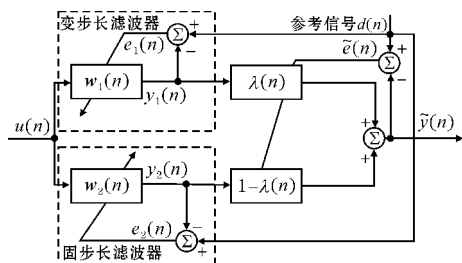 变步长滤波器
参考信号d(n)
e₁(n)
Σ
+
−
ẽ(n)
+
Σ
−
w₁(n)
y₁(n)
λ(n)
u(n)
+
Σ
+
ỹ(n)
w₂(n)
y₂(n)
1−λ(n)
e₂(n)
−
Σ
+
固步长滤波器